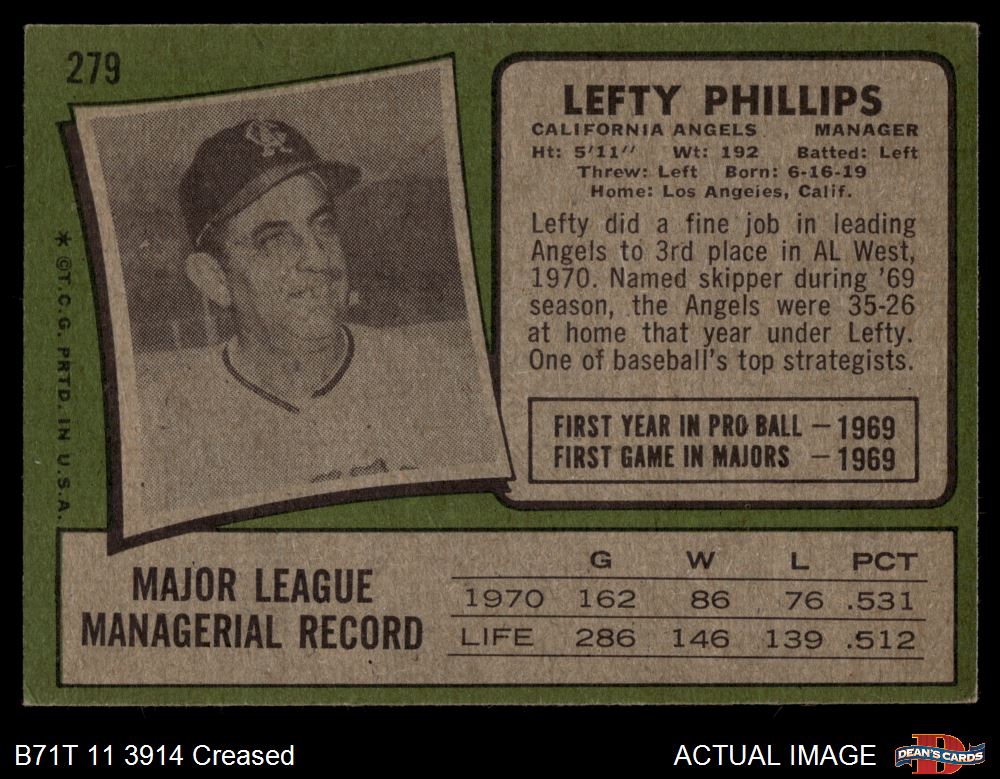 279
* ©T.C.G. PRTD. IN U.S.A.
LEFTY PHILLIPS
CALIFORNIA ANGELS MANAGER
Ht: 5'11" Wt: 192 Batted: Left
Threw: Left Born: 6-16-19
Home: Los Angeies, Calif.
Lefty did a fine job in leading
Angels to 3rd place in AL West,
1970. Named skipper during '69
season, the Angels were 35-26
at home that year under Lefty.
One of baseball's top strategists.
FIRST YEAR IN PRO BALL — 1969
FIRST GAME IN MAJORS — 1969
MAJOR LEAGUE
MANAGERIAL RECORD
G W L PCT
1970 162 86 76 .531
LIFE 286 146 139 .512
B71T 11 3914 Creased
ACTUAL IMAGE
DEAN'S CARDS